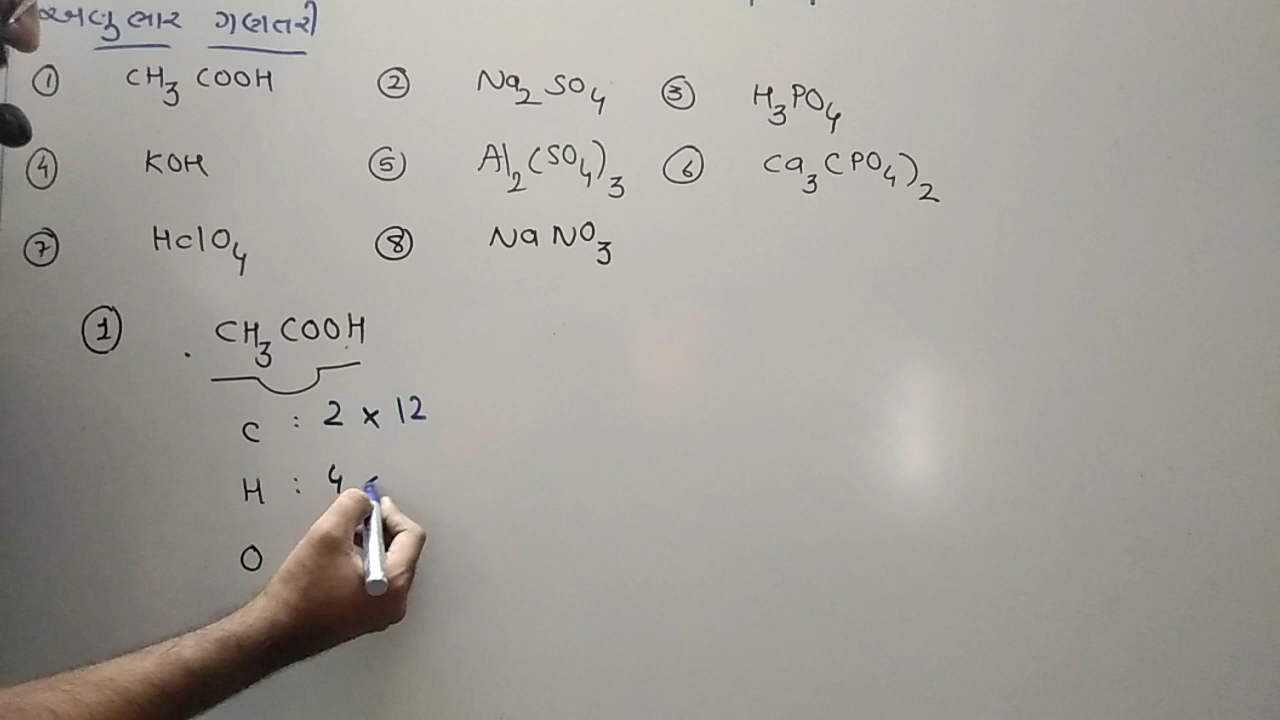 ગણતરી
① CH₃COOH ② Na₂SO₄ ③ H₃PO₄
④ KOH ⑤ Al₂(SO₄)₃ ⑥ Ca₃(PO₄)₂
⑦ HClO₄ ⑧ NaNO₃
① CH₃COOH
C : 2 × 12
H : 4
O